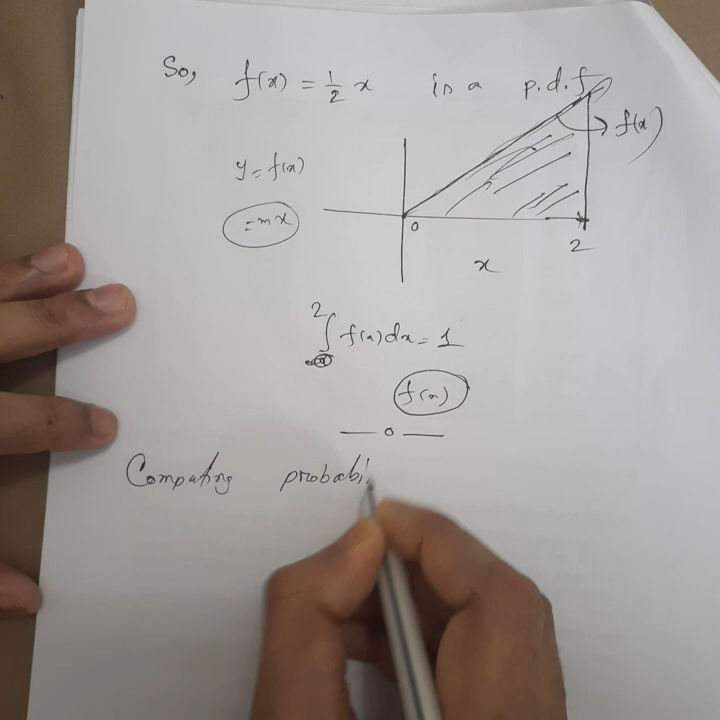 So, f(x) = 1/2 x is a p.d.f
f(x)
y = f(x)
= mx
0
2
x
2
∫ f(x)dx = 1
f(x)
— o —
Computing probabi